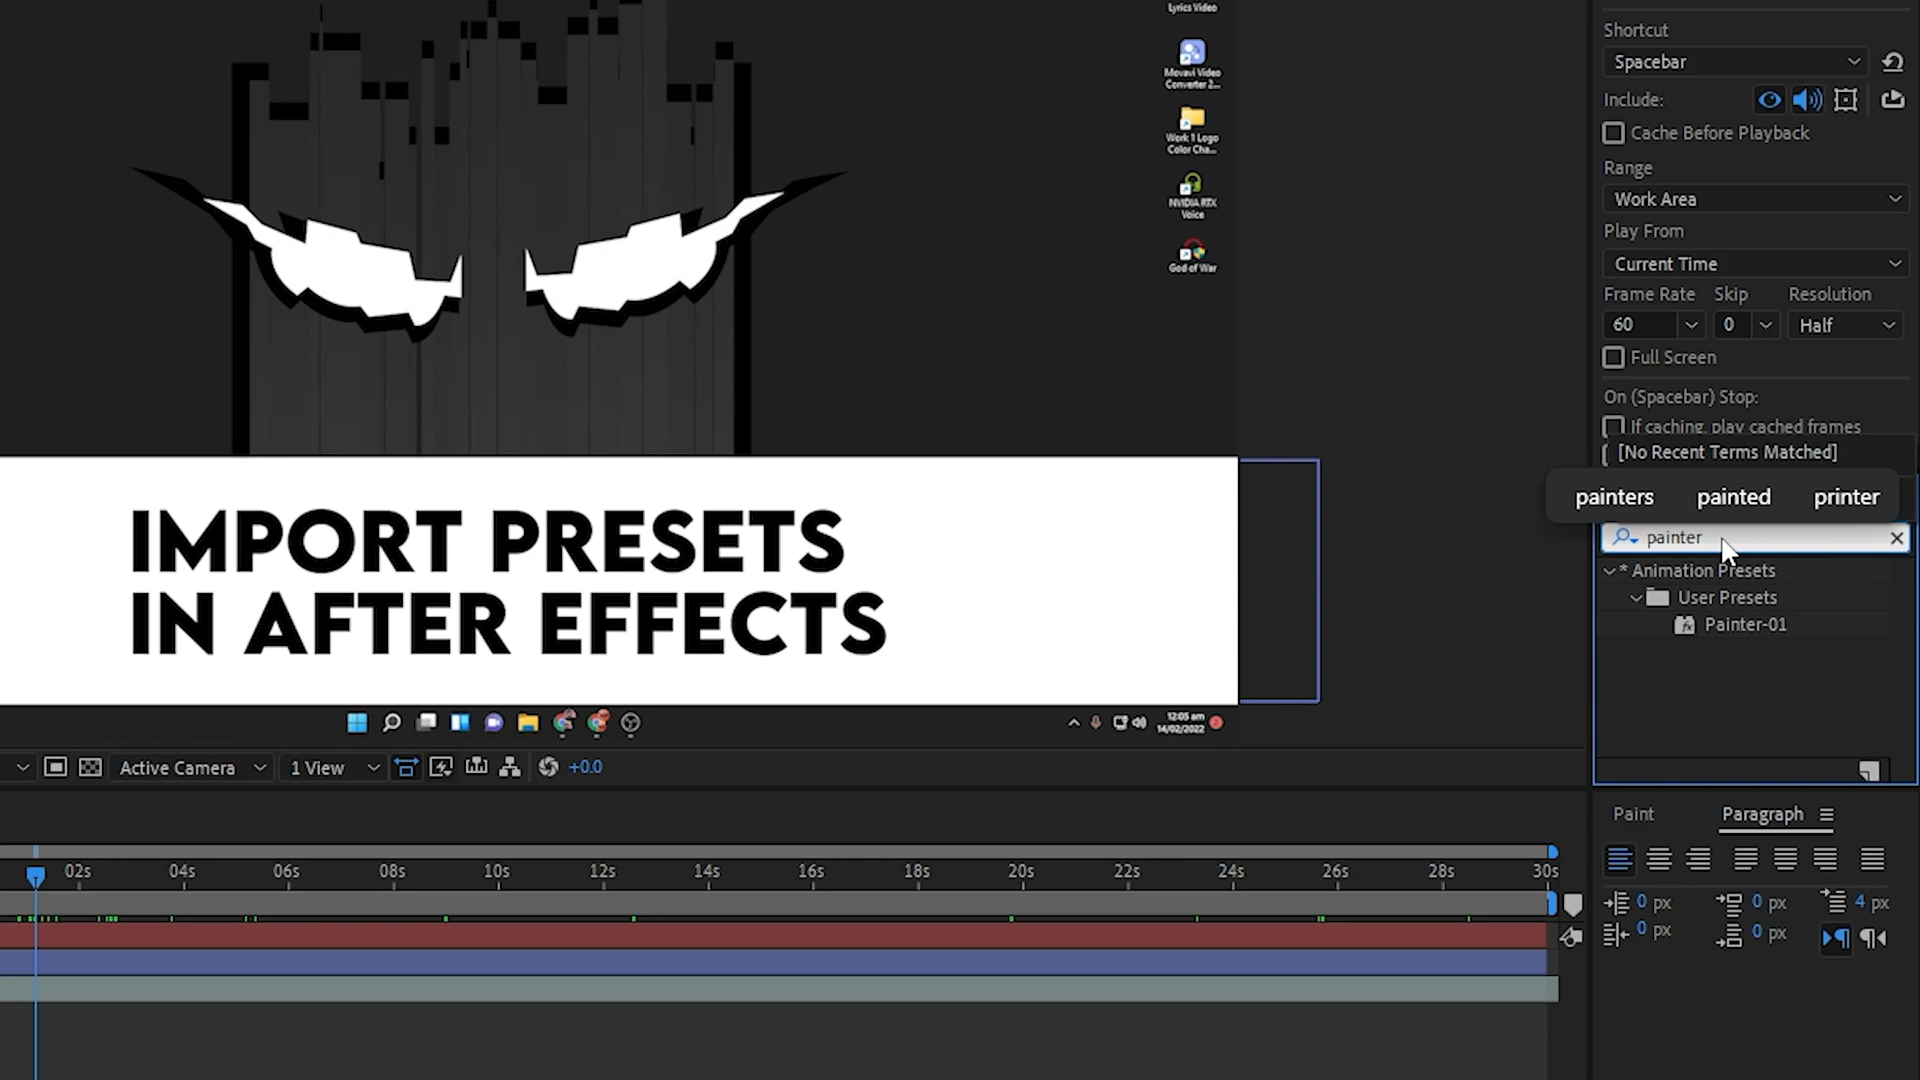 Lyrics Video
Movavi Video
Converter 2...
Work 1 Logo
Color Cha...
NVIDIA RTX
Voice
God of War
IMPORT PRESETS
IN AFTER EFFECTS
12:05 am
14/02/2022
Active Camera
1 View
+0.0
02s 04s 06s 08s 10s 12s 14s 16s 18s 20s 22s 24s 26s 28s 30s
Shortcut
Spacebar
Include:
Cache Before Playback
Range
Work Area
Play From
Current Time
Frame Rate Skip Resolution
60 0 Half
Full Screen
On (Spacebar) Stop:
If caching, play cached frames
[No Recent Terms Matched]
painters painted printer
painter
* Animation Presets
User Presets
Painter-01
Paint Paragraph
0 px 0 px 4 px
0 px 0 px